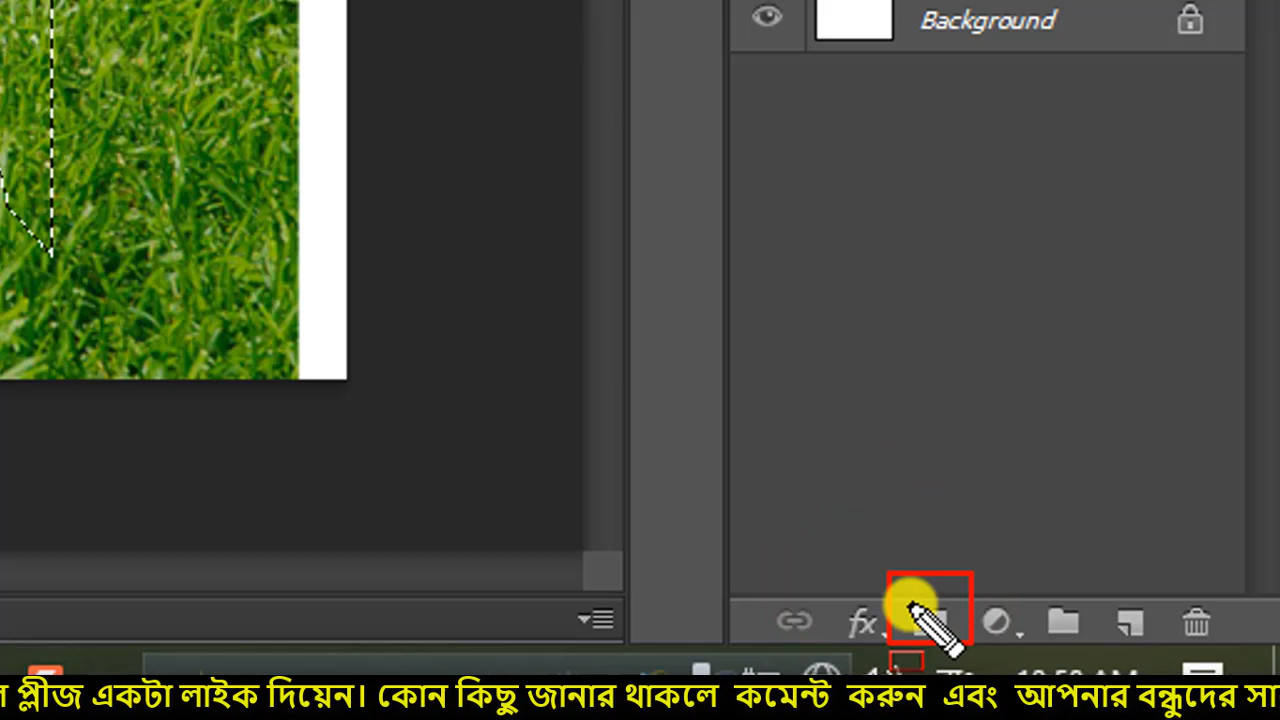 Background
fx
প্লীজ একটা লাইক দিয়েন। কোন কিছু জানার থাকলে কমেন্ট করুন এবং আপনার বন্ধুদের